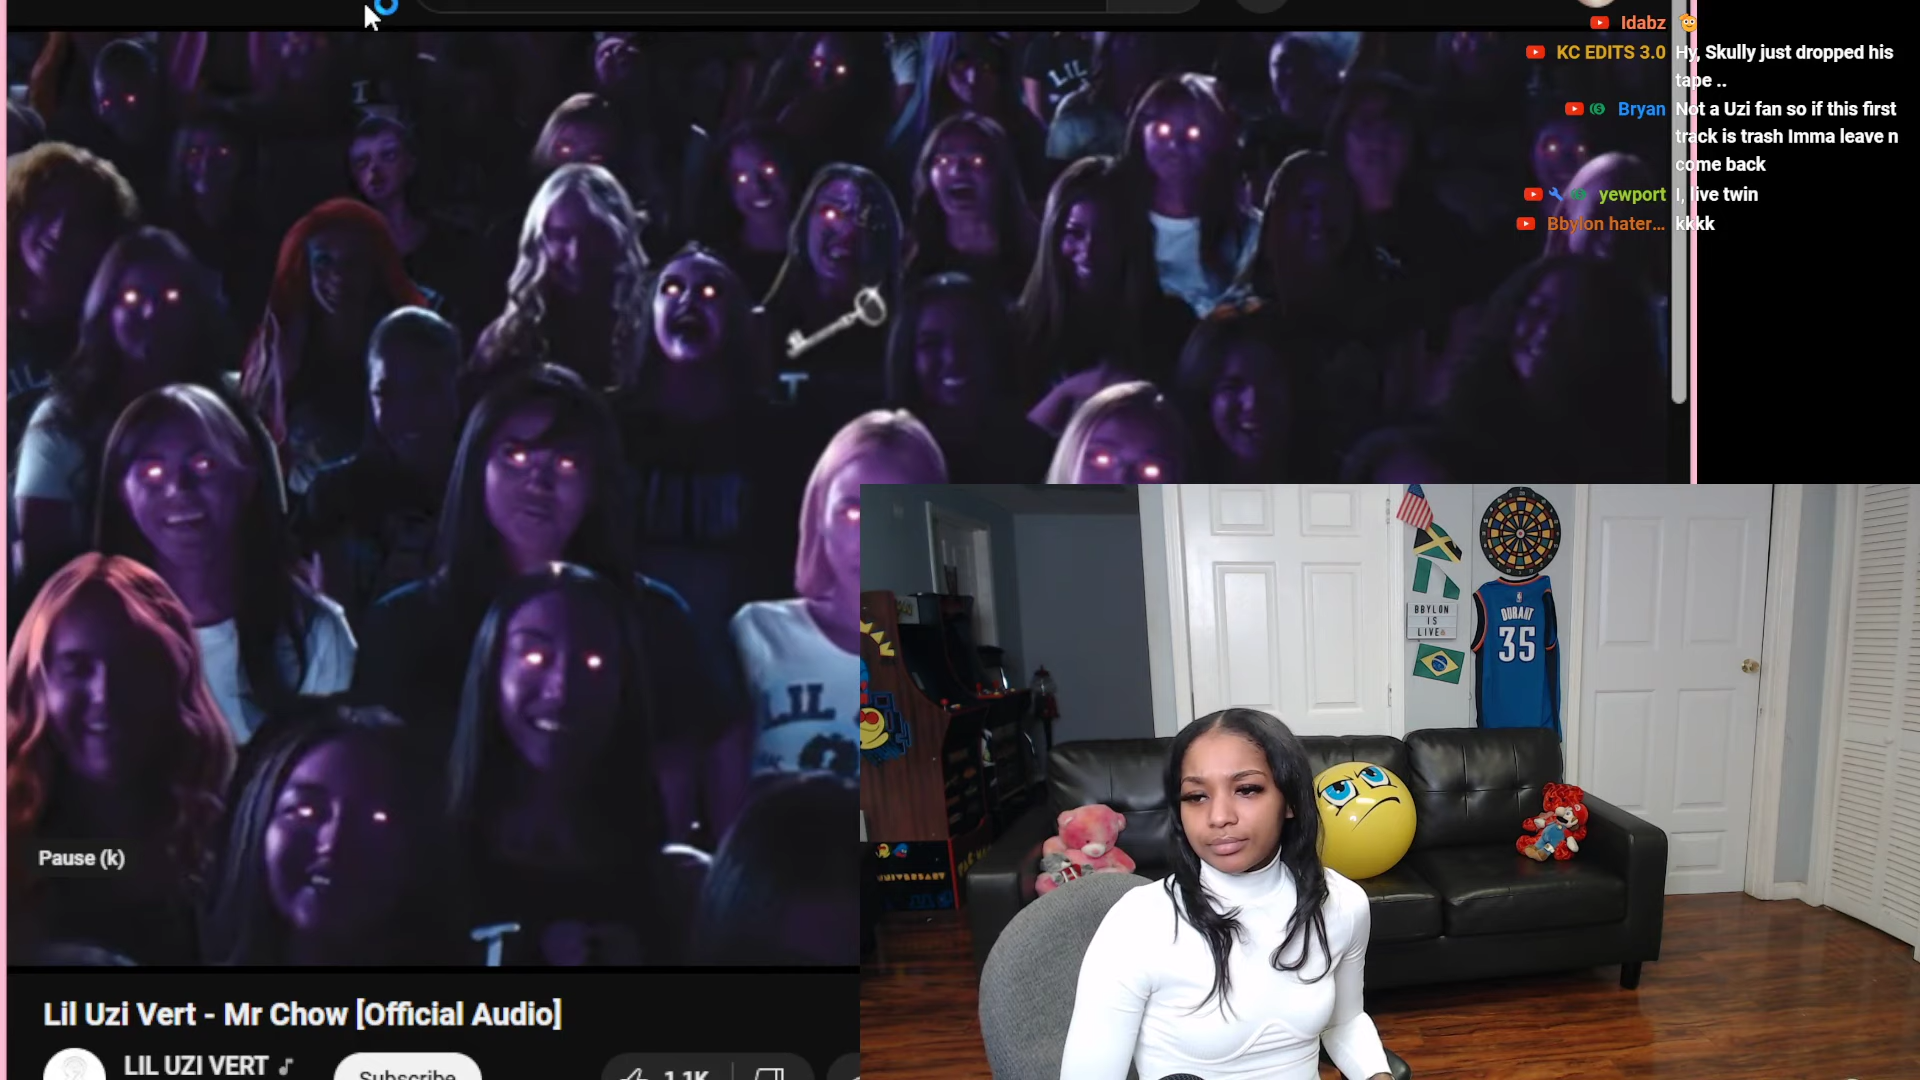 Idabz
KC EDITS 3.0 Hy, Skully just dropped his
tape ..
Bryan Not a Uzi fan so if this first
track is trash Imma leave n
come back
yewport I, live twin
Bbylon hater... kkkk
LIL
T
LIL
T
BBYLON
IS
LIVE
DURANT
35
UNIVERSARY
Pause (k)
Lil Uzi Vert - Mr Chow [Official Audio]
LIL UZI VERT
Subscribe
1.1K